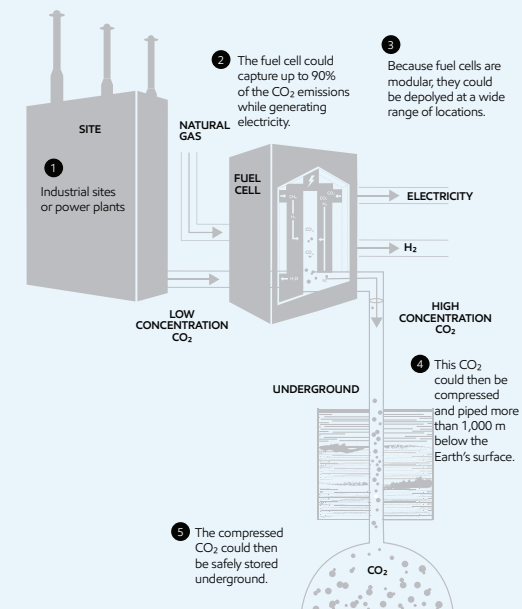 2
The fuel cell could
capture up to 90%
of the CO₂ emissions
while generating
electricity.
3
Because fuel cells are
modular, they could
be depolyed at a wide
range of locations.
SITE
1
Industrial sites
or power plants
NATURAL
GAS
FUEL
CELL
ELECTRICITY
H₂
LOW
CONCENTRATION
CO₂
HIGH
CONCENTRATION
CO₂
4
This CO₂
could then be
compressed
and piped more
than 1,000 m
below the
Earth's surface.
UNDERGROUND
5
The compressed
CO₂ could then
be safely stored
underground.
CO₂